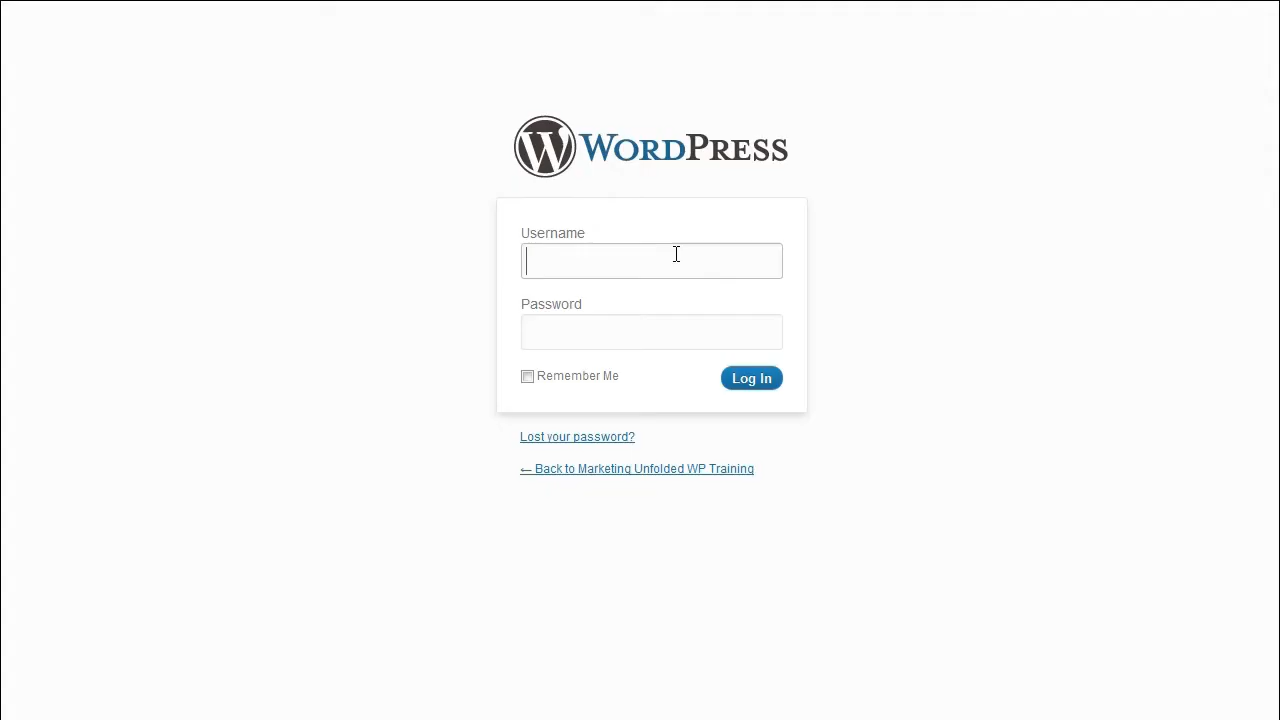 WORDPRESS
Username
Password
Remember Me
Log In
Lost your password?
← Back to Marketing Unfolded WP Training